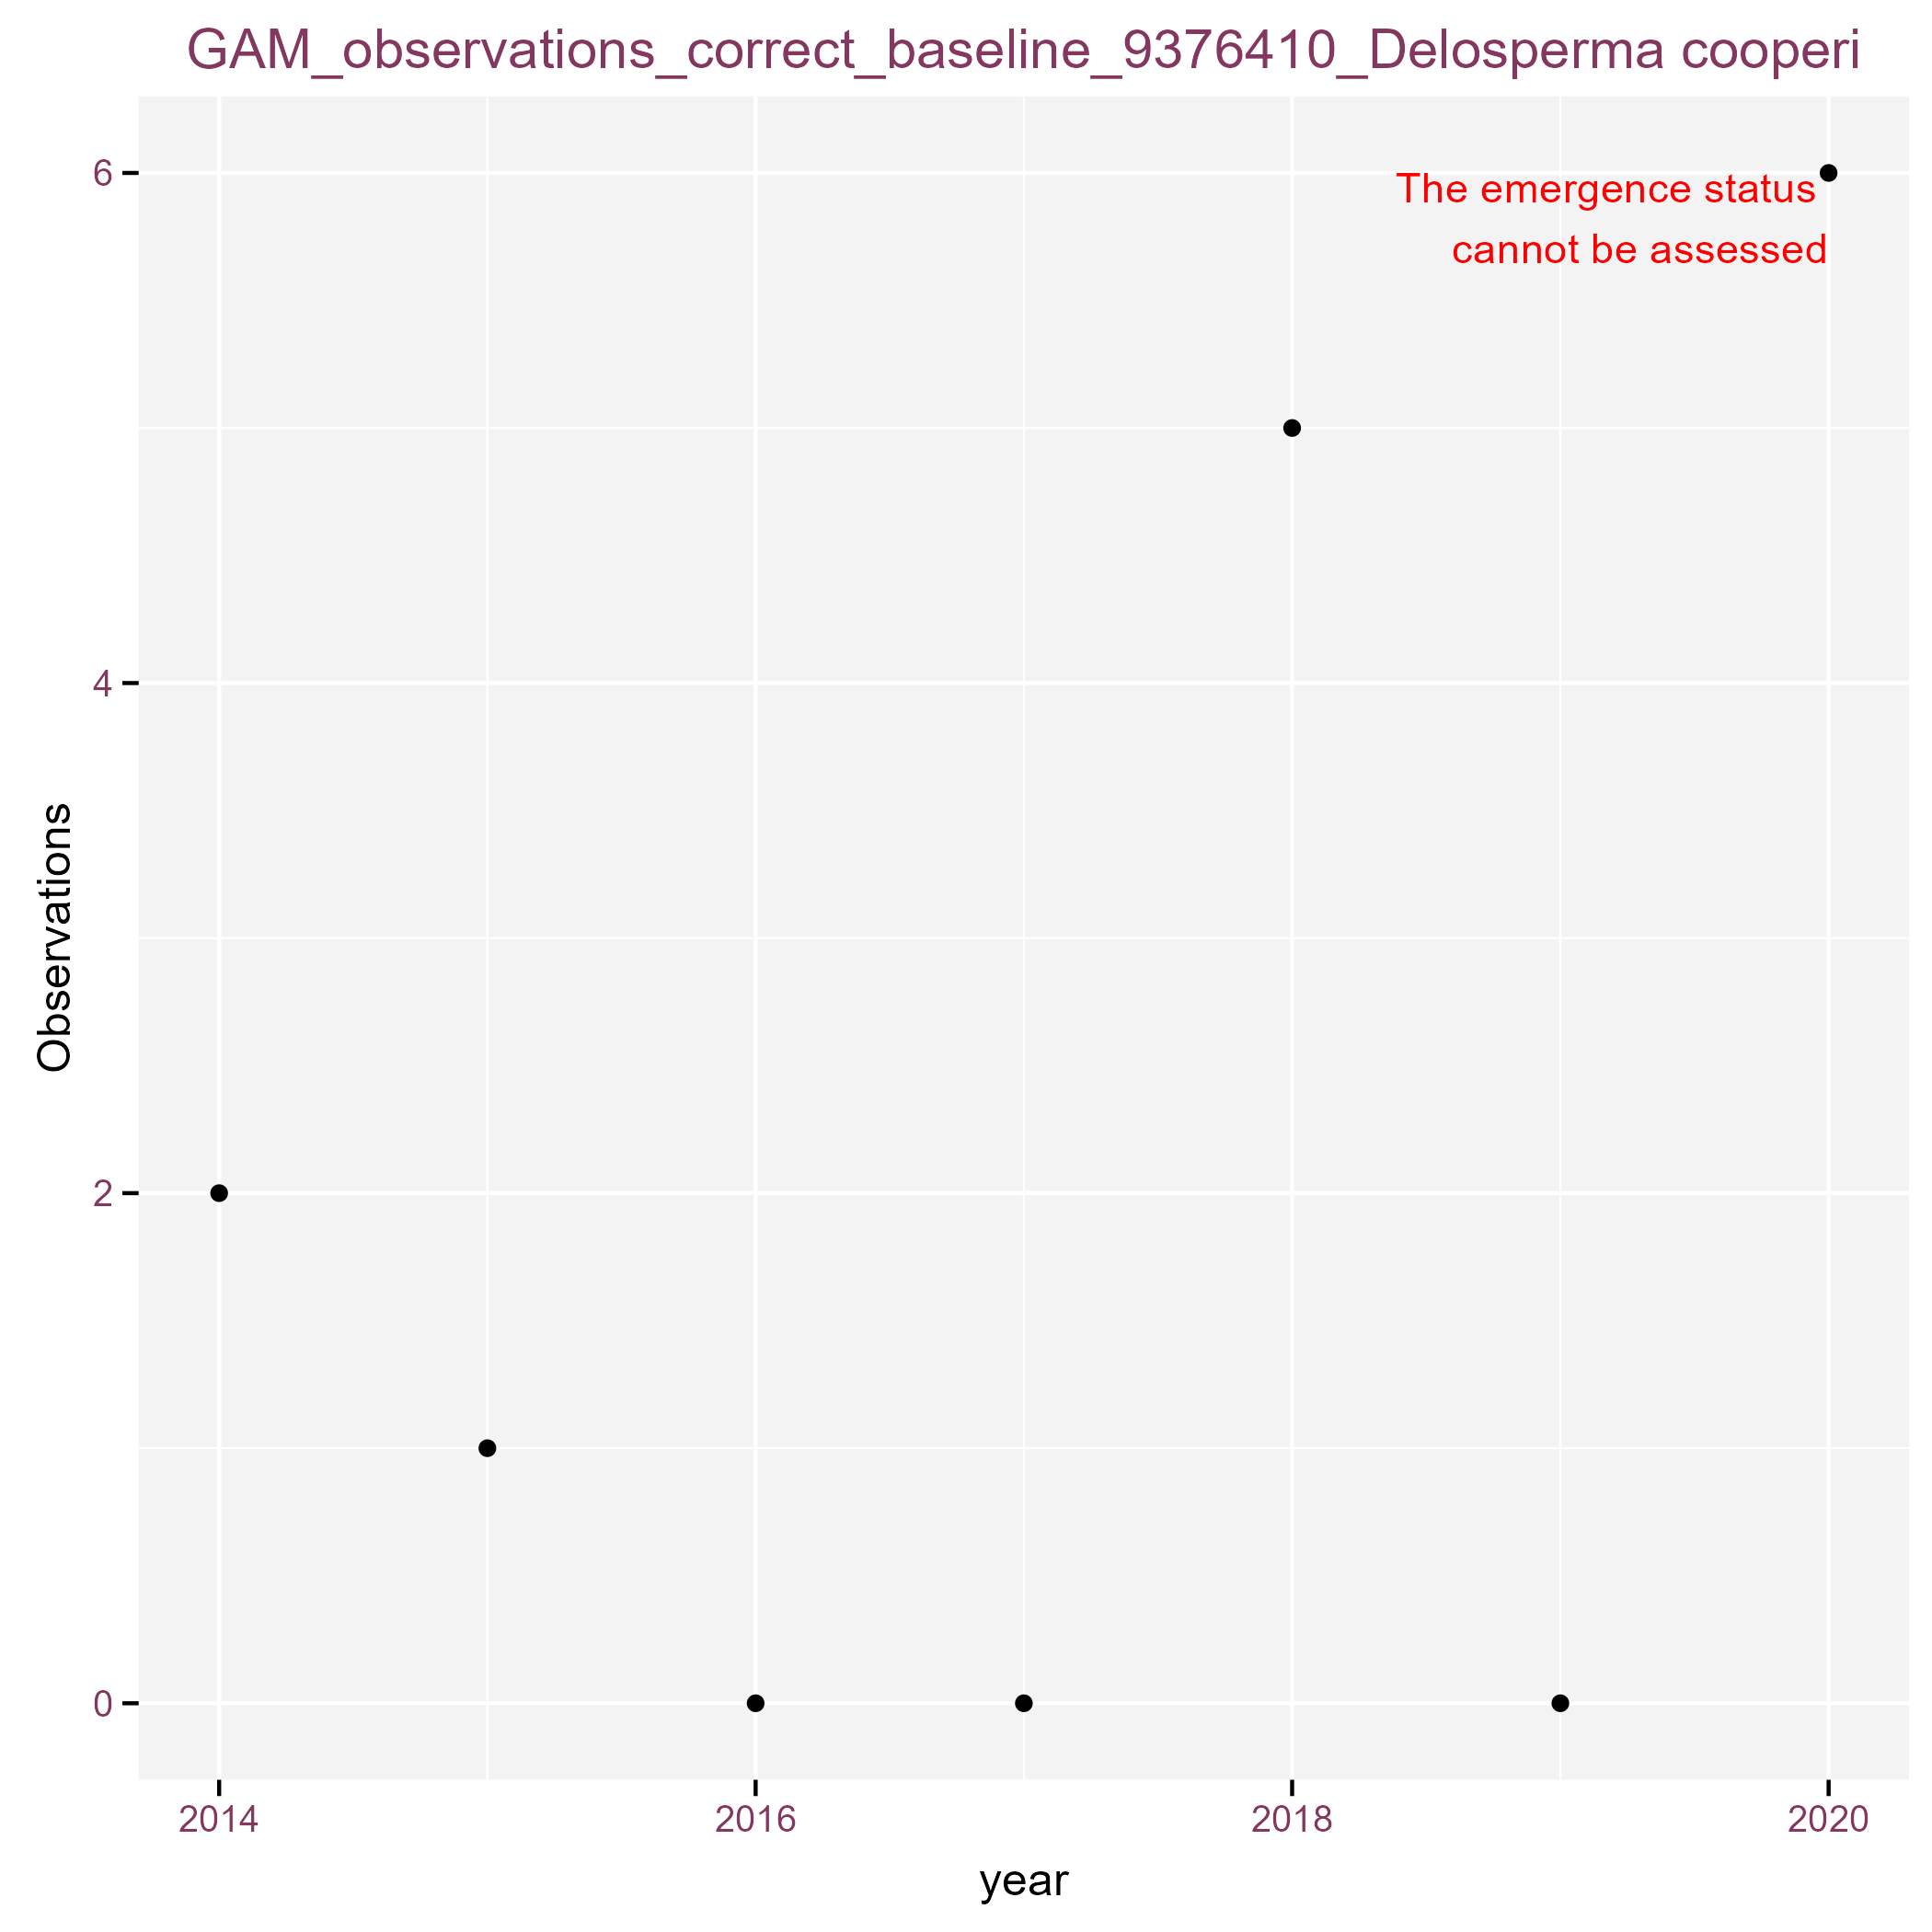 GAM_observations_correct_baseline_9376410_Delosperma cooperi
The emergence status
cannot be assessed
6
4
2
0
Observations
2014 2016 2018 2020
year